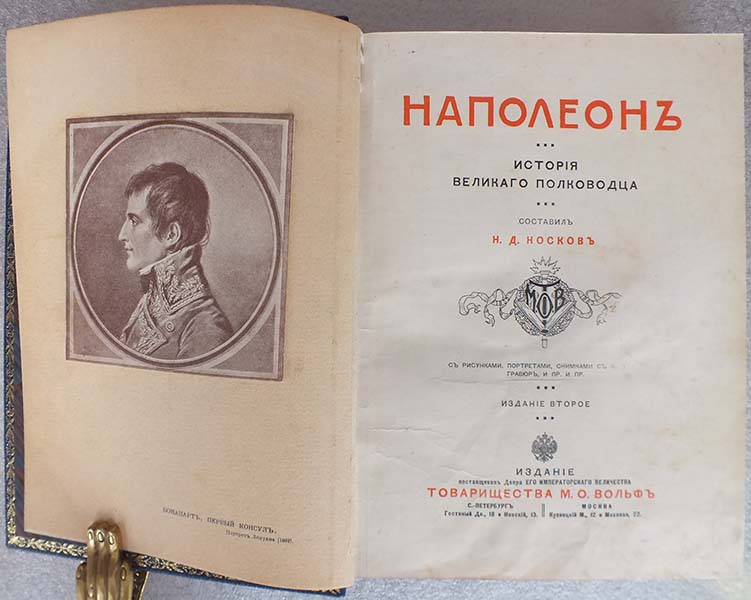 БОНАПАРТЪ, ПЕРВЫЙ КОНСУЛЪ.
Портретъ
НАПОЛЕОНЪ
ИСТОРІЯ
ВЕЛИКАГО ПОЛКОВОДЦА
СОСТАВИЛЪ
Н. Д. НОСКОВЪ
М.О.В
СЪ РИСУНКАМИ, ПОРТРЕТАМИ, СНИМКАМИ СЪ
ГРАВЮРЪ, И ПР. И ПР.
ИЗДАНІЕ ВТОРОЕ
ИЗДАНІЕ
поставщиковъ Двора ЕГО ИМПЕРАТОРСКАГО ВЕЛИЧЕСТВА
ТОВАРИЩЕСТВА М. О. ВОЛЬФЪ
С.-ПЕТЕРБУРГЪ
Гостиный Дв., 18 и Невскій, 13.
МОСКВА
Кузнецкій М., 12 и Моховая, 22.